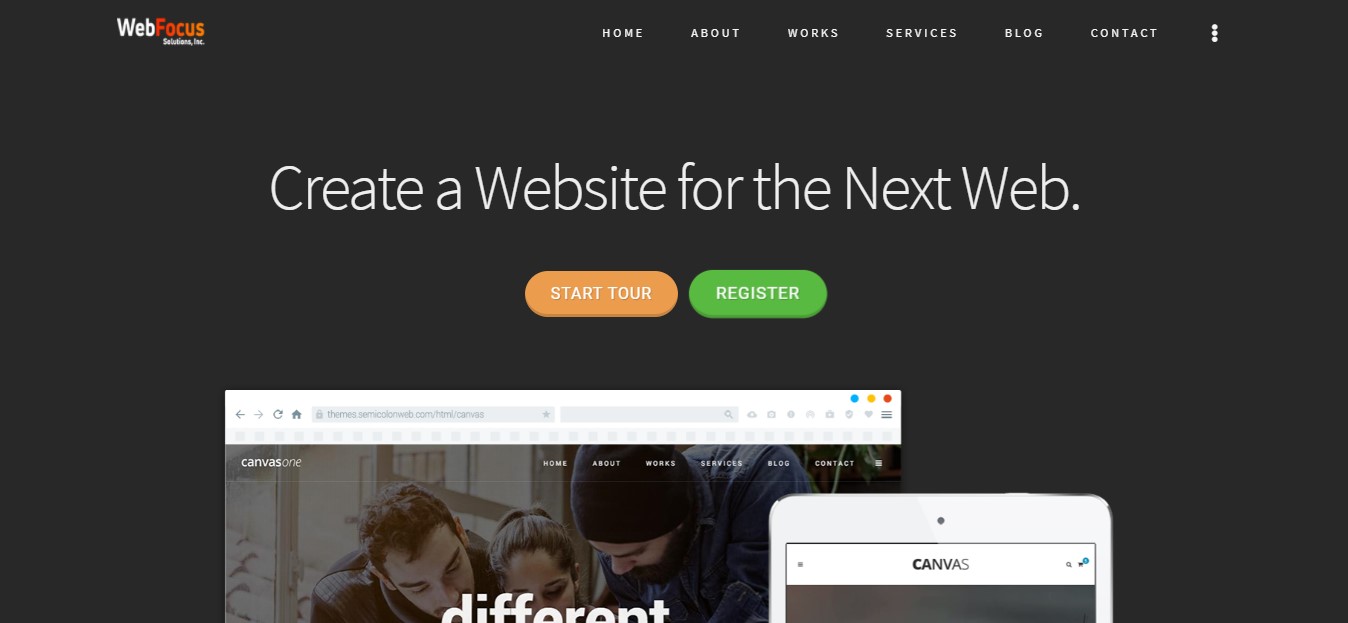 WebFocus
Solutions, Inc.
HOME ABOUT WORKS SERVICES BLOG CONTACT
Create a Website for the Next Web.
START TOUR REGISTER
themes.semicolonweb.com/html/canvas
canvasone HOME ABOUT WORKS SERVICES BLOG CONTACT
CANVAS
different